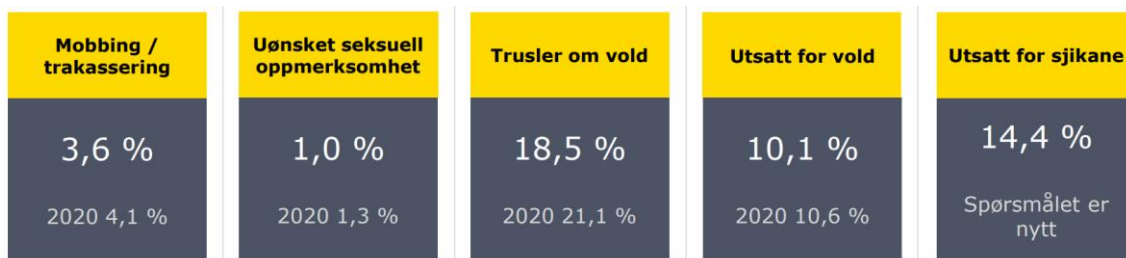 Mobbing /
trakassering
3,6 %
2020 4,1 %
Uønsket seksuell
oppmerksomhet
1,0 %
2020 1,3 %
Trusler om vold
18,5 %
2020 21,1 %
Utsatt for vold
10,1 %
2020 10,6 %
Utsatt for sjikane
14,4 %
Spørsmålet er
nytt